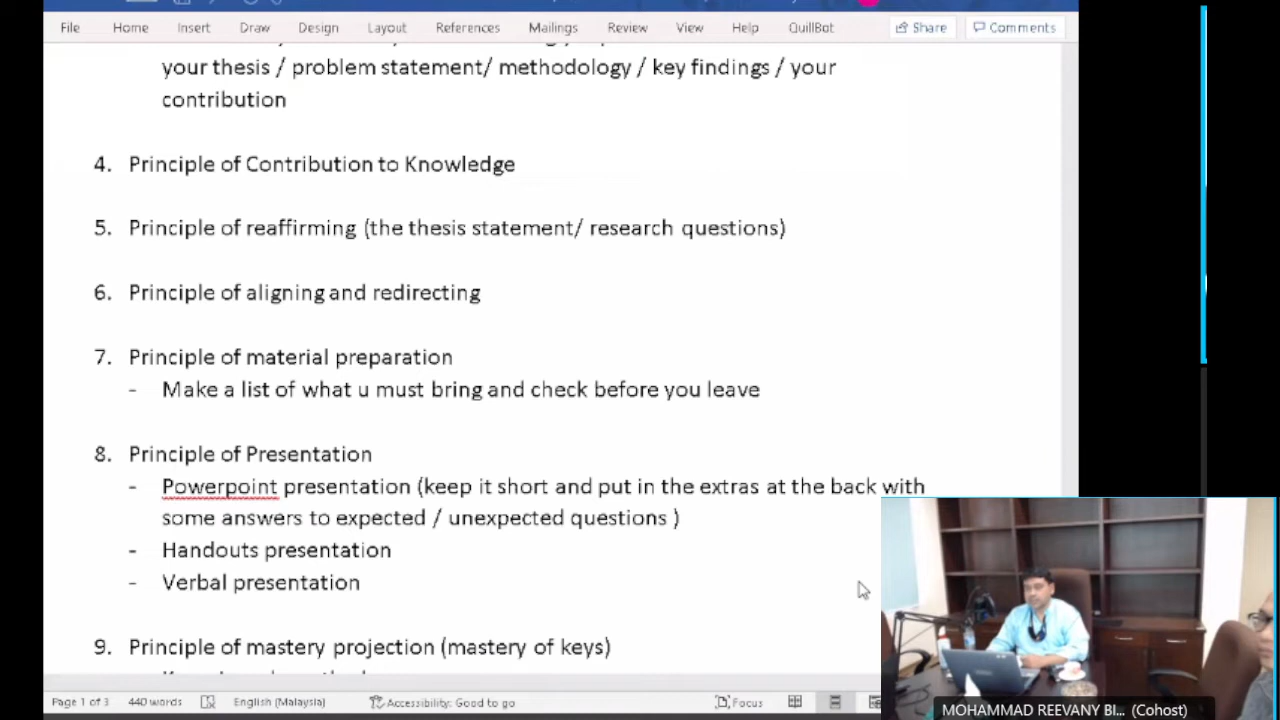 File Home Insert Draw Design Layout References Mailings Review View Help QuillBot Share Comments
your thesis / problem statement/ methodology / key findings / your
contribution
4. Principle of Contribution to Knowledge
5. Principle of reaffirming (the thesis statement/ research questions)
6. Principle of aligning and redirecting
7. Principle of material preparation
- Make a list of what u must bring and check before you leave
8. Principle of Presentation
- Powerpoint presentation (keep it short and put in the extras at the back with
some answers to expected / unexpected questions )
- Handouts presentation
- Verbal presentation
9. Principle of mastery projection (mastery of keys)
Page 1 of 3 440 words English (Malaysia) Accessibility: Good to go Focus
MOHAMMAD REEVANY BI... (Cohost)